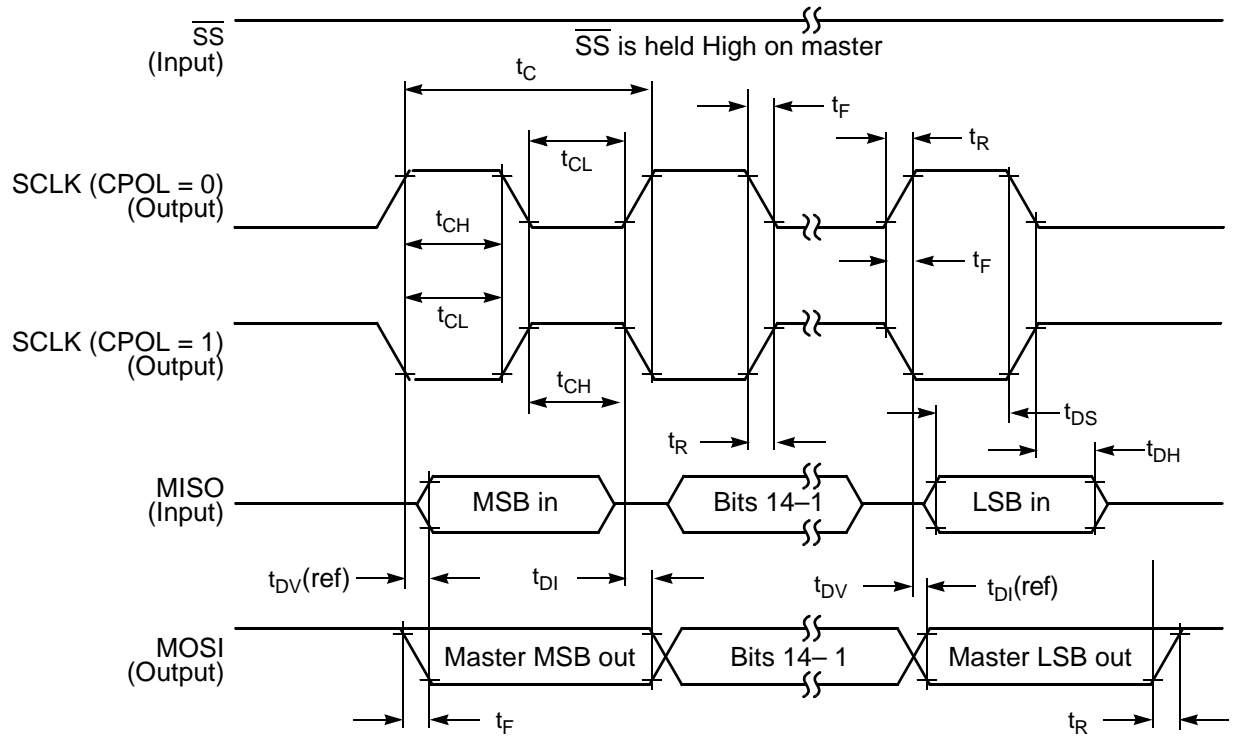 SS
(Input)
SS is held High on master
tC
tF
tR
tCL
SCLK (CPOL = 0)
(Output)
tCH
tF
tCL
SCLK (CPOL = 1)
(Output)
tCH
tDS
tR
tDH
MISO
(Input)
MSB in
Bits 14–1
LSB in
tDV(ref)
tDI
tDV
tDI(ref)
MOSI
(Output)
Master MSB out
Bits 14– 1
Master LSB out
tF
tR